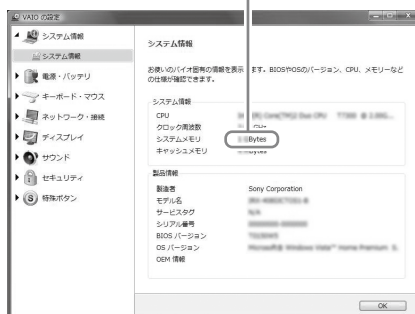 VAIO の設定
システム情報
システム情報
電源・バッテリ
キーボード・マウス
ネットワーク・接続
ディスプレイ
サウンド
セキュリティ
特殊ボタン
システム情報
お使いのバイオ固有の情報を表示 ます。BIOSやOSのバージョン、CPU、メモリーなど
の仕様が確認できます。
システム情報
CPU
クロック周波数 GHz
システムメモリ Bytes
キャッシュメモリ Bytes
製品情報
製造者 Sony Corporation
モデル名
サービスタグ N/A
シリアル番号
BIOS バージョン
OS バージョン
OEM 情報
OK